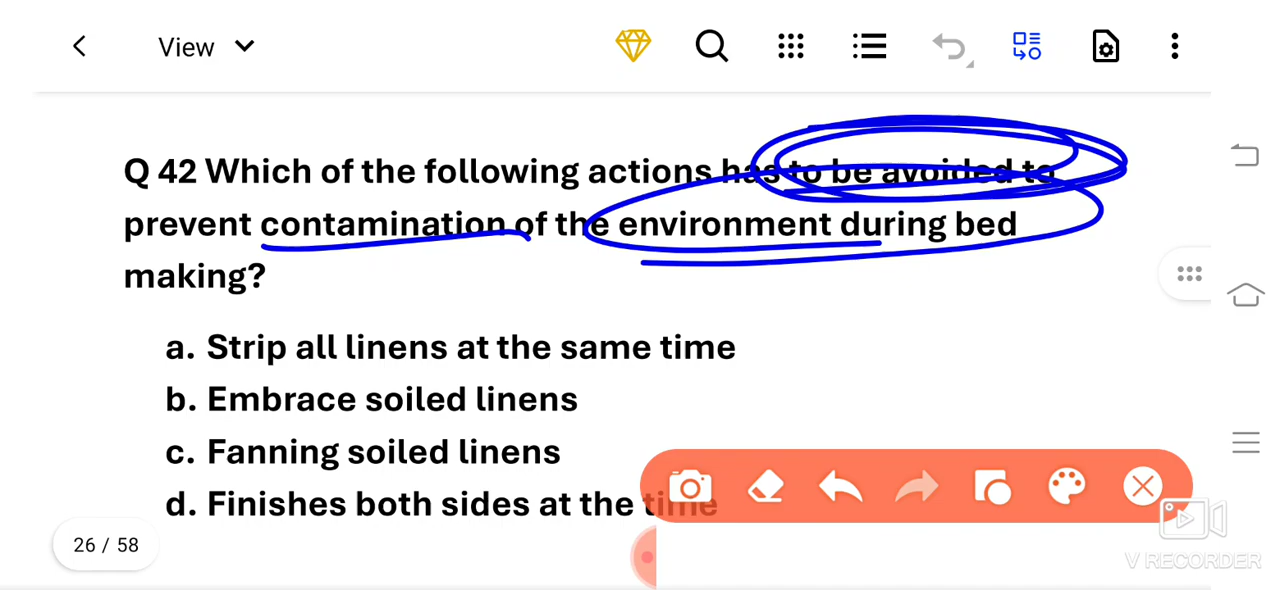 View
Q 42 Which of the following actions has to be avoided to
prevent contamination of the environment during bed
making?
a. Strip all linens at the same time
b. Embrace soiled linens
c. Fanning soiled linens
d. Finishes both sides at the time
26 / 58
V RECORDER